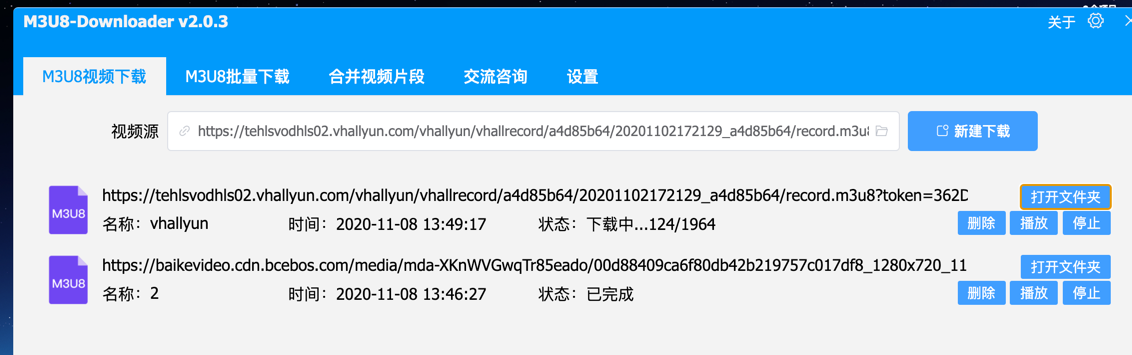 M3U8-Downloader v2.0.3
关于
M3U8视频下载 M3U8批量下载 合并视频片段 交流咨询 设置
视频源 https://tehlsvodhls02.vhallyun.com/vhallyun/vhallrecord/a4d85b64/20201102172129_a4d85b64/record.m3u8 新建下载
M3U8
https://tehlsvodhls02.vhallyun.com/vhallyun/vhallrecord/a4d85b64/20201102172129_a4d85b64/record.m3u8?token=362D 打开文件夹
名称：vhallyun 时间：2020-11-08 13:49:17 状态：下载中...124/1964 删除 播放 停止
M3U8
https://baikevideo.cdn.bcebos.com/media/mda-XKnWVGwqTr85eado/00d88409ca6f80db42b219757c017df8_1280x720_11 打开文件夹
名称：2 时间：2020-11-08 13:46:27 状态：已完成 删除 播放 停止